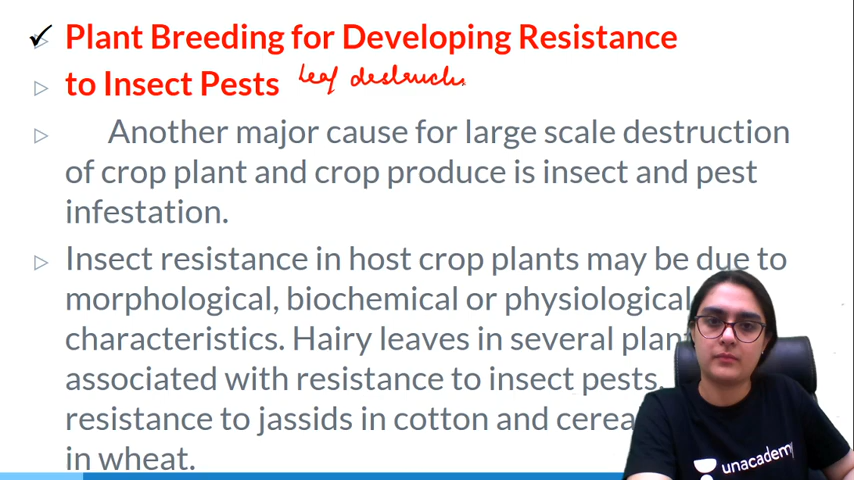 Plant Breeding for Developing Resistance
to Insect Pests leaf
Another major cause for large scale destruction
of crop plant and crop produce is insect and pest
infestation.
Insect resistance in host crop plants may be due to
morphological, biochemical or physiological
characteristics. Hairy leaves in several plan
associated with resistance to insect pests.
resistance to jassids in cotton and cerea
in wheat.
unacademy